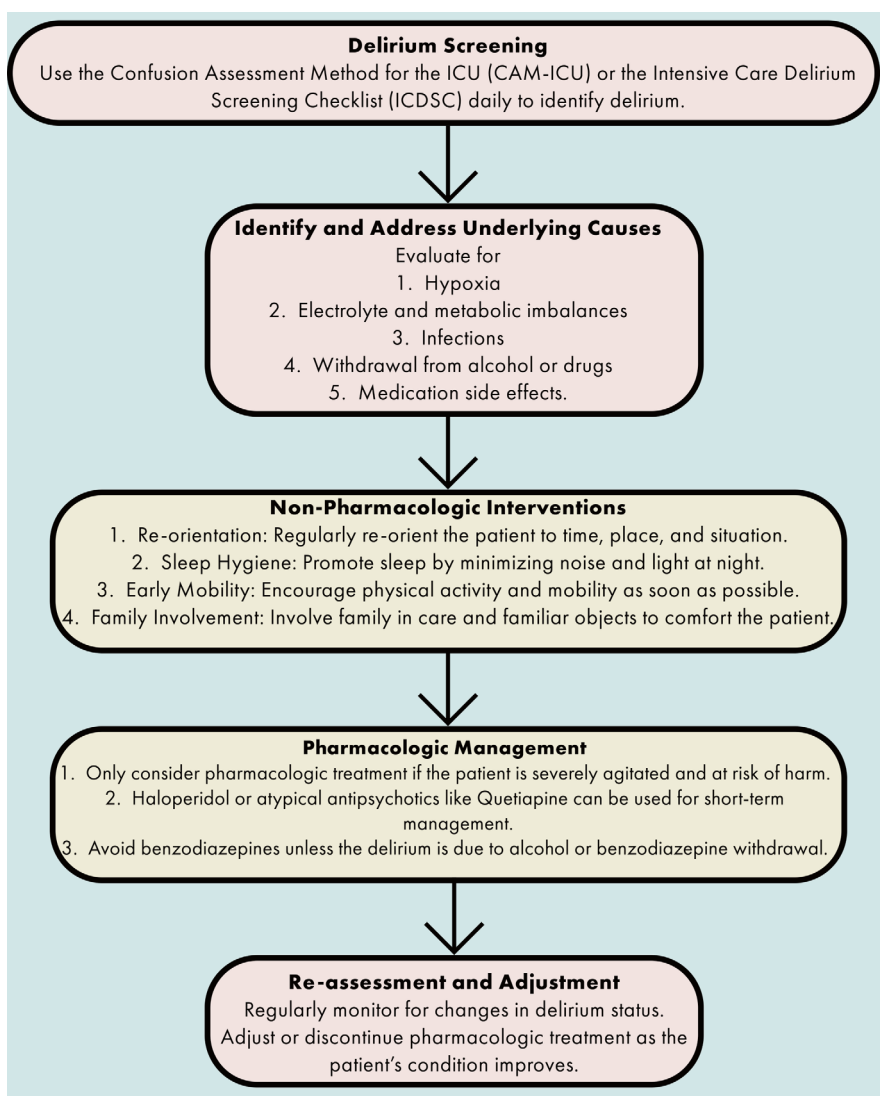 Delirium Screening
Use the Confusion Assessment Method for the ICU (CAM-ICU) or the Intensive Care Delirium
Screening Checklist (ICDSC) daily to identify delirium.
Identify and Address Underlying Causes
Evaluate for
1. Hypoxia
2. Electrolyte and metabolic imbalances
3. Infections
4. Withdrawal from alcohol or drugs
5. Medication side effects.
Non-Pharmacologic Interventions
1. Re-orientation: Regularly re-orient the patient to time, place, and situation.
2. Sleep Hygiene: Promote sleep by minimizing noise and light at night.
3. Early Mobility: Encourage physical activity and mobility as soon as possible.
4. Family Involvement: Involve family in care and familiar objects to comfort the patient.
Pharmacologic Management
1. Only consider pharmacologic treatment if the patient is severely agitated and at risk of harm.
2. Haloperidol or atypical antipsychotics like Quetiapine can be used for short-term
management.
3. Avoid benzodiazepines unless the delirium is due to alcohol or benzodiazepine withdrawal.
Re-assessment and Adjustment
Regularly monitor for changes in delirium status.
Adjust or discontinue pharmacologic treatment as the
patient's condition improves.